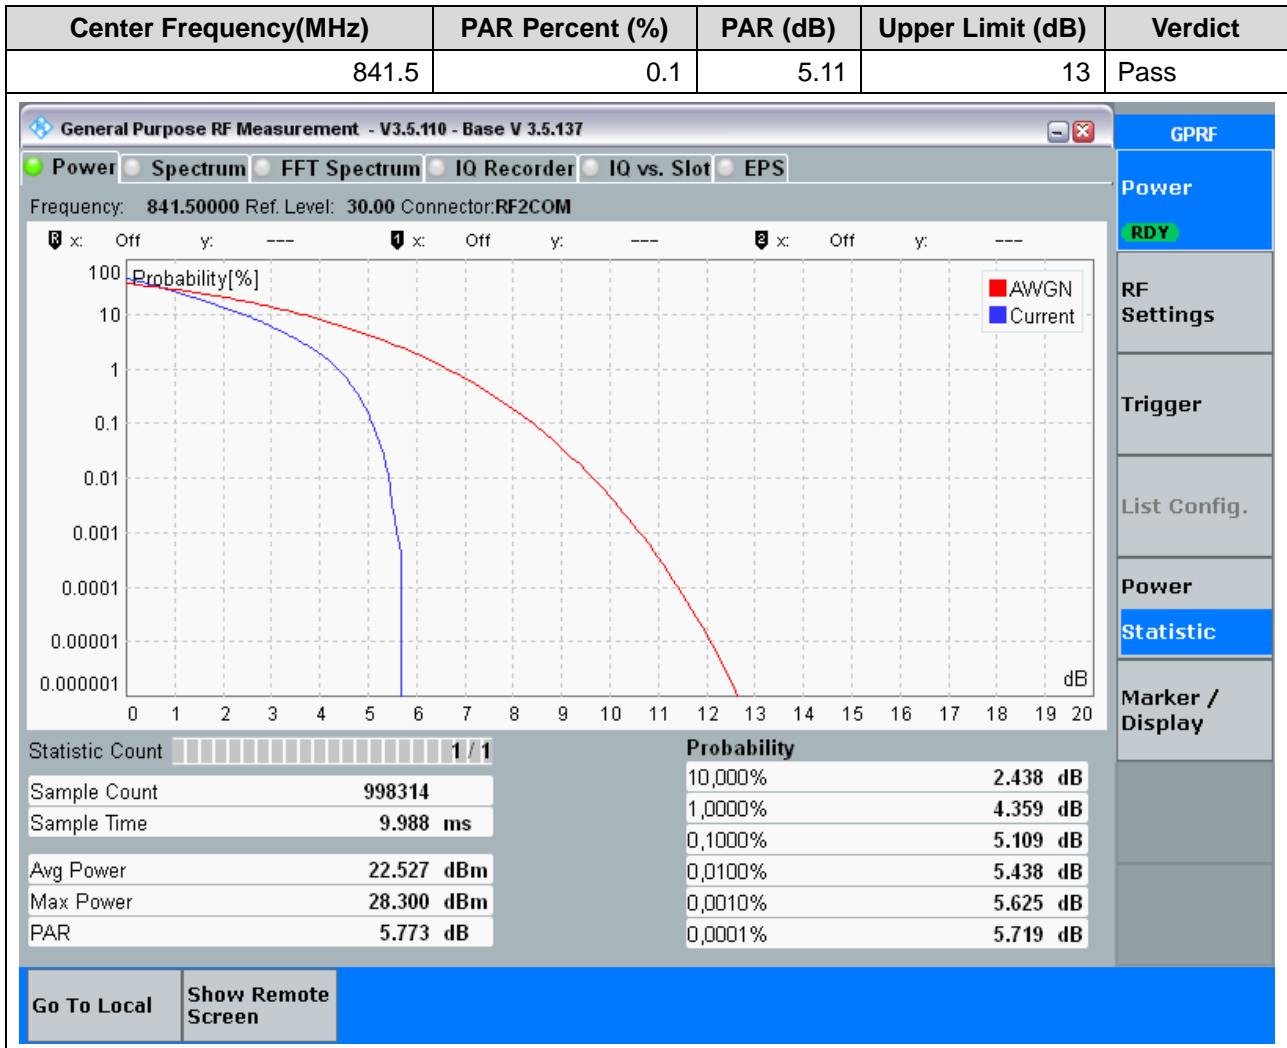 Center Frequency(MHz) PAR Percent (%) PAR (dB) Upper Limit (dB) Verdict
841.5 0.1 5.11 13 Pass
General Purpose RF Measurement - V3.5.110 - Base V 3.5.137
GPRF
Power Spectrum FFT Spectrum IQ Recorder IQ vs. Slot EPS
Power
RDY
Frequency: 841.50000 Ref. Level: 30.00 Connector:RF2COM
R x: Off y: --- 1 x: Off y: --- 2 x: Off y: ---
Probability[%]
AWGN
Current
100
10
1
0.1
0.01
0.001
0.0001
0.00001
0.000001
dB
0 1 2 3 4 5 6 7 8 9 10 11 12 13 14 15 16 17 18 19 20
RF
Settings
Trigger
List Config.
Power
Statistic
Marker /
Display
Statistic Count 1 / 1
Sample Count 998314
Sample Time 9.988 ms
Avg Power 22.527 dBm
Max Power 28.300 dBm
PAR 5.773 dB
Probability
10,000% 2.438 dB
1,0000% 4.359 dB
0,1000% 5.109 dB
0,0100% 5.438 dB
0,0010% 5.625 dB
0,0001% 5.719 dB
Go To Local
Show Remote
Screen